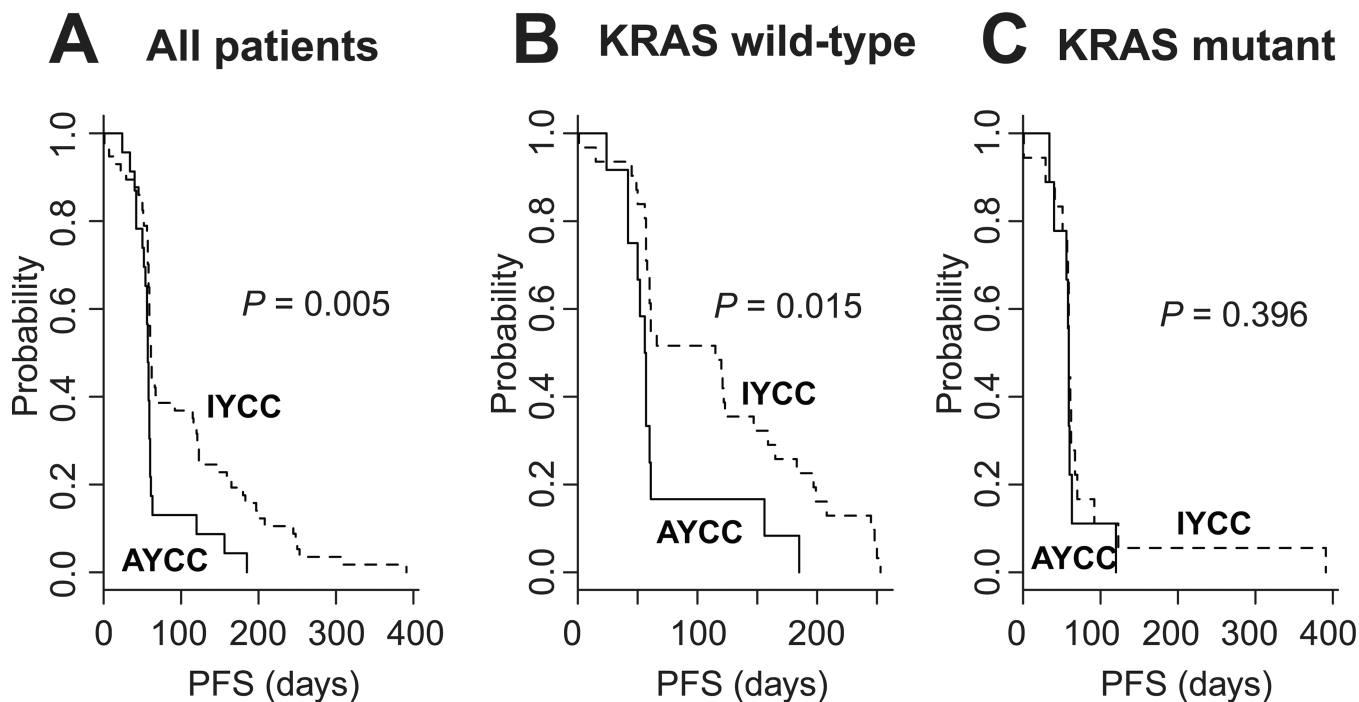 A All patients
Probability
1.0
0.8
0.6
0.4
0.2
0.0
P = 0.005
IYCC
AYCC
0 100 200 300 400
PFS (days)
B KRAS wild-type
Probability
1.0
0.8
0.6
0.4
0.2
0.0
P = 0.015
IYCC
AYCC
0 100 200
PFS (days)
C KRAS mutant
Probability
1.0
0.8
0.6
0.4
0.2
0.0
P = 0.396
IYCC
AYCC
0 100 200 300 400
PFS (days)